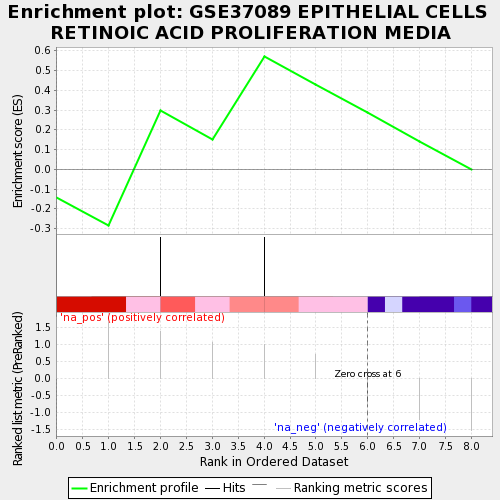 Enrichment plot: GSE37089 EPITHELIAL CELLS
RETINOIC ACID PROLIFERATION MEDIA
Enrichment score (ES)
0.6
0.5
0.4
0.3
0.2
0.1
0.0
-0.1
-0.2
-0.3
Ranked list metric (PreRanked)
1.5
1.0
0.5
0.0
-0.5
-1.0
-1.5
'na_pos' (positively correlated)
Zero cross at 6
'na_neg' (negatively correlated)
0.0 0.5 1.0 1.5 2.0 2.5 3.0 3.5 4.0 4.5 5.0 5.5 6.0 6.5 7.0 7.5 8.0
Rank in Ordered Dataset
Enrichment profile Hits Ranking metric scores